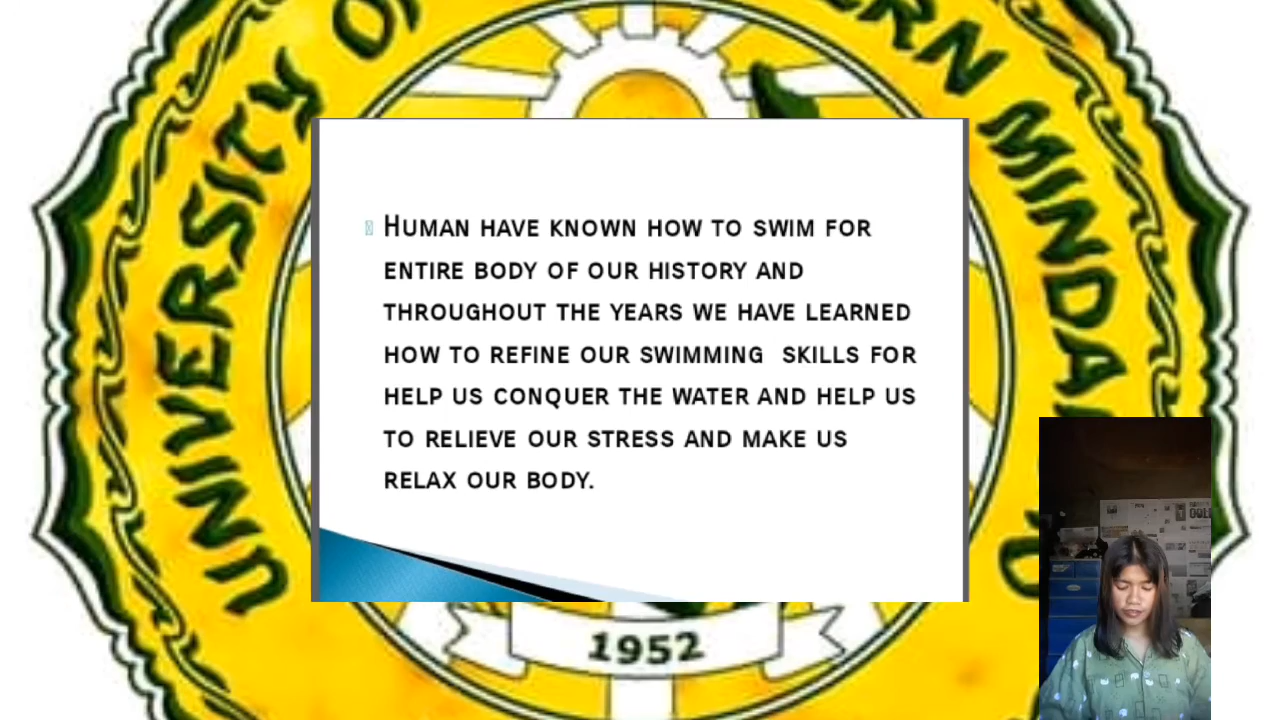 UNIVERSITY
ERN MINDA
HUMAN HAVE KNOWN HOW TO SWIM FOR
ENTIRE BODY OF OUR HISTORY AND
THROUGHOUT THE YEARS WE HAVE LEARNED
HOW TO REFINE OUR SWIMMING SKILLS FOR
HELP US CONQUER THE WATER AND HELP US
TO RELIEVE OUR STRESS AND MAKE US
RELAX OUR BODY.
1952